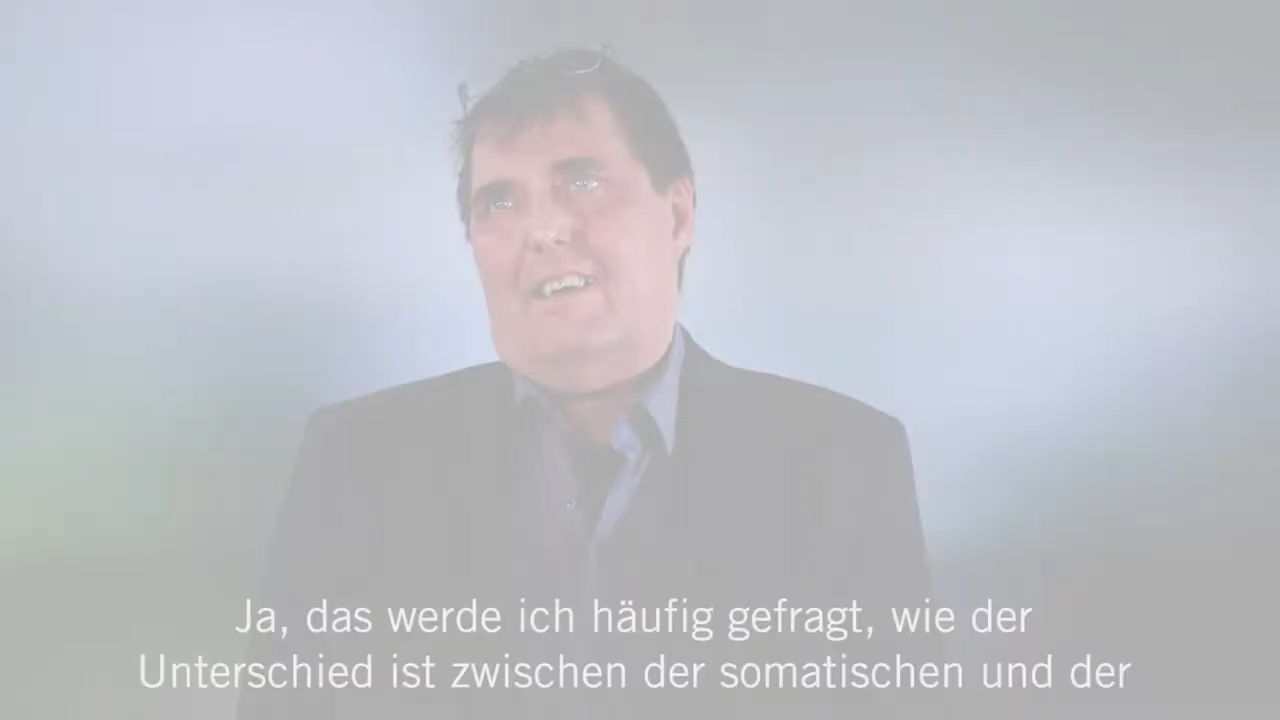 Ja, das werde ich häufig gefragt, wie der
Unterschied ist zwischen der somatischen und der